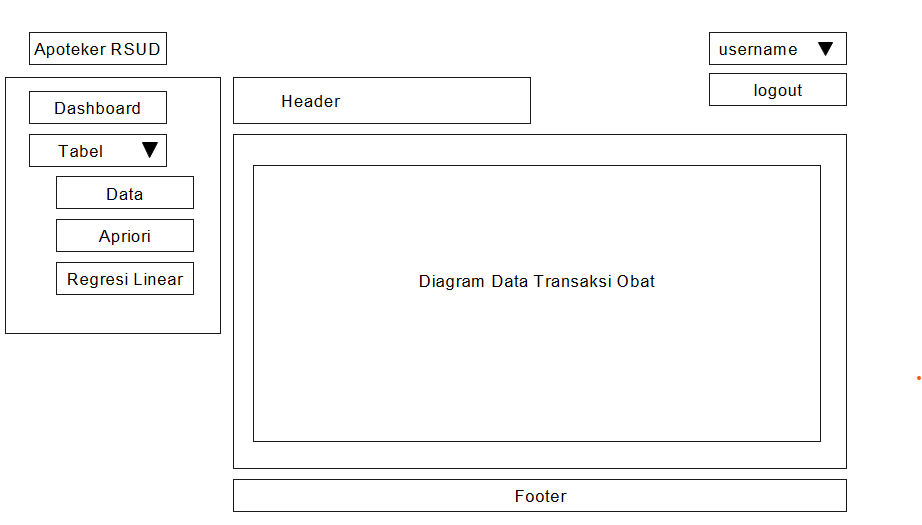 Apoteker RSUD
username
logout
Dashboard
Tabel
Data
Apriori
Regresi Linear
Header
Diagram Data Transaksi Obat
Footer